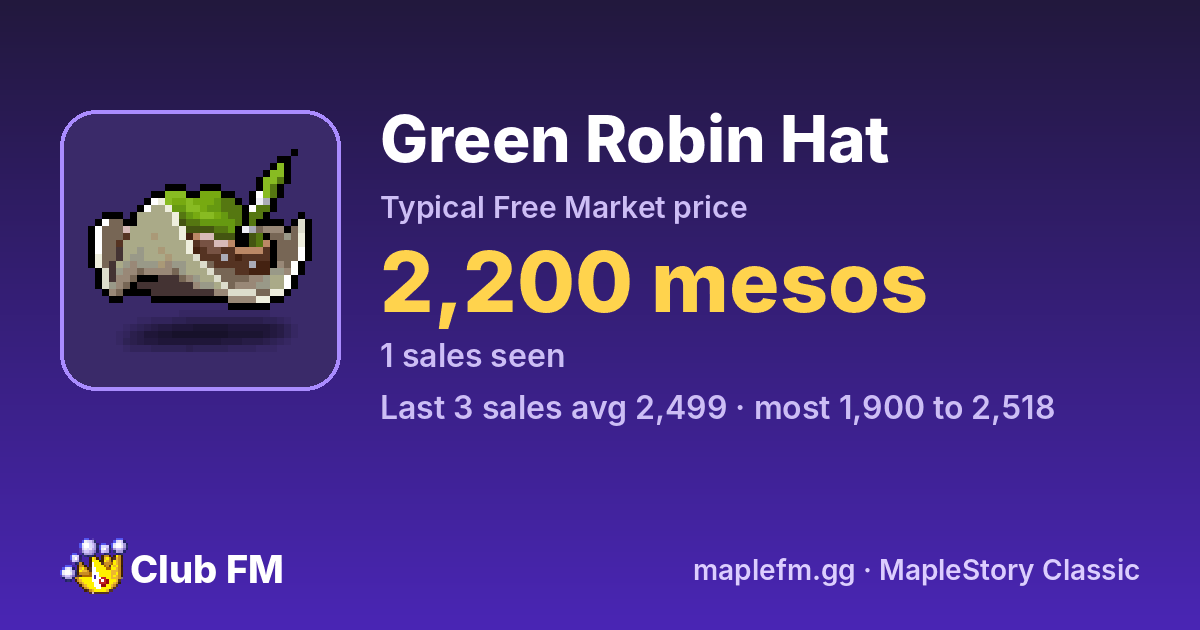 Green Robin Hat
Typical Free Market price
2,200 mesos
1 sales seen
Last 3 sales avg 2,499 · most 1,900 to 2,518
Club FM
maplefm.gg · MapleStory Classic